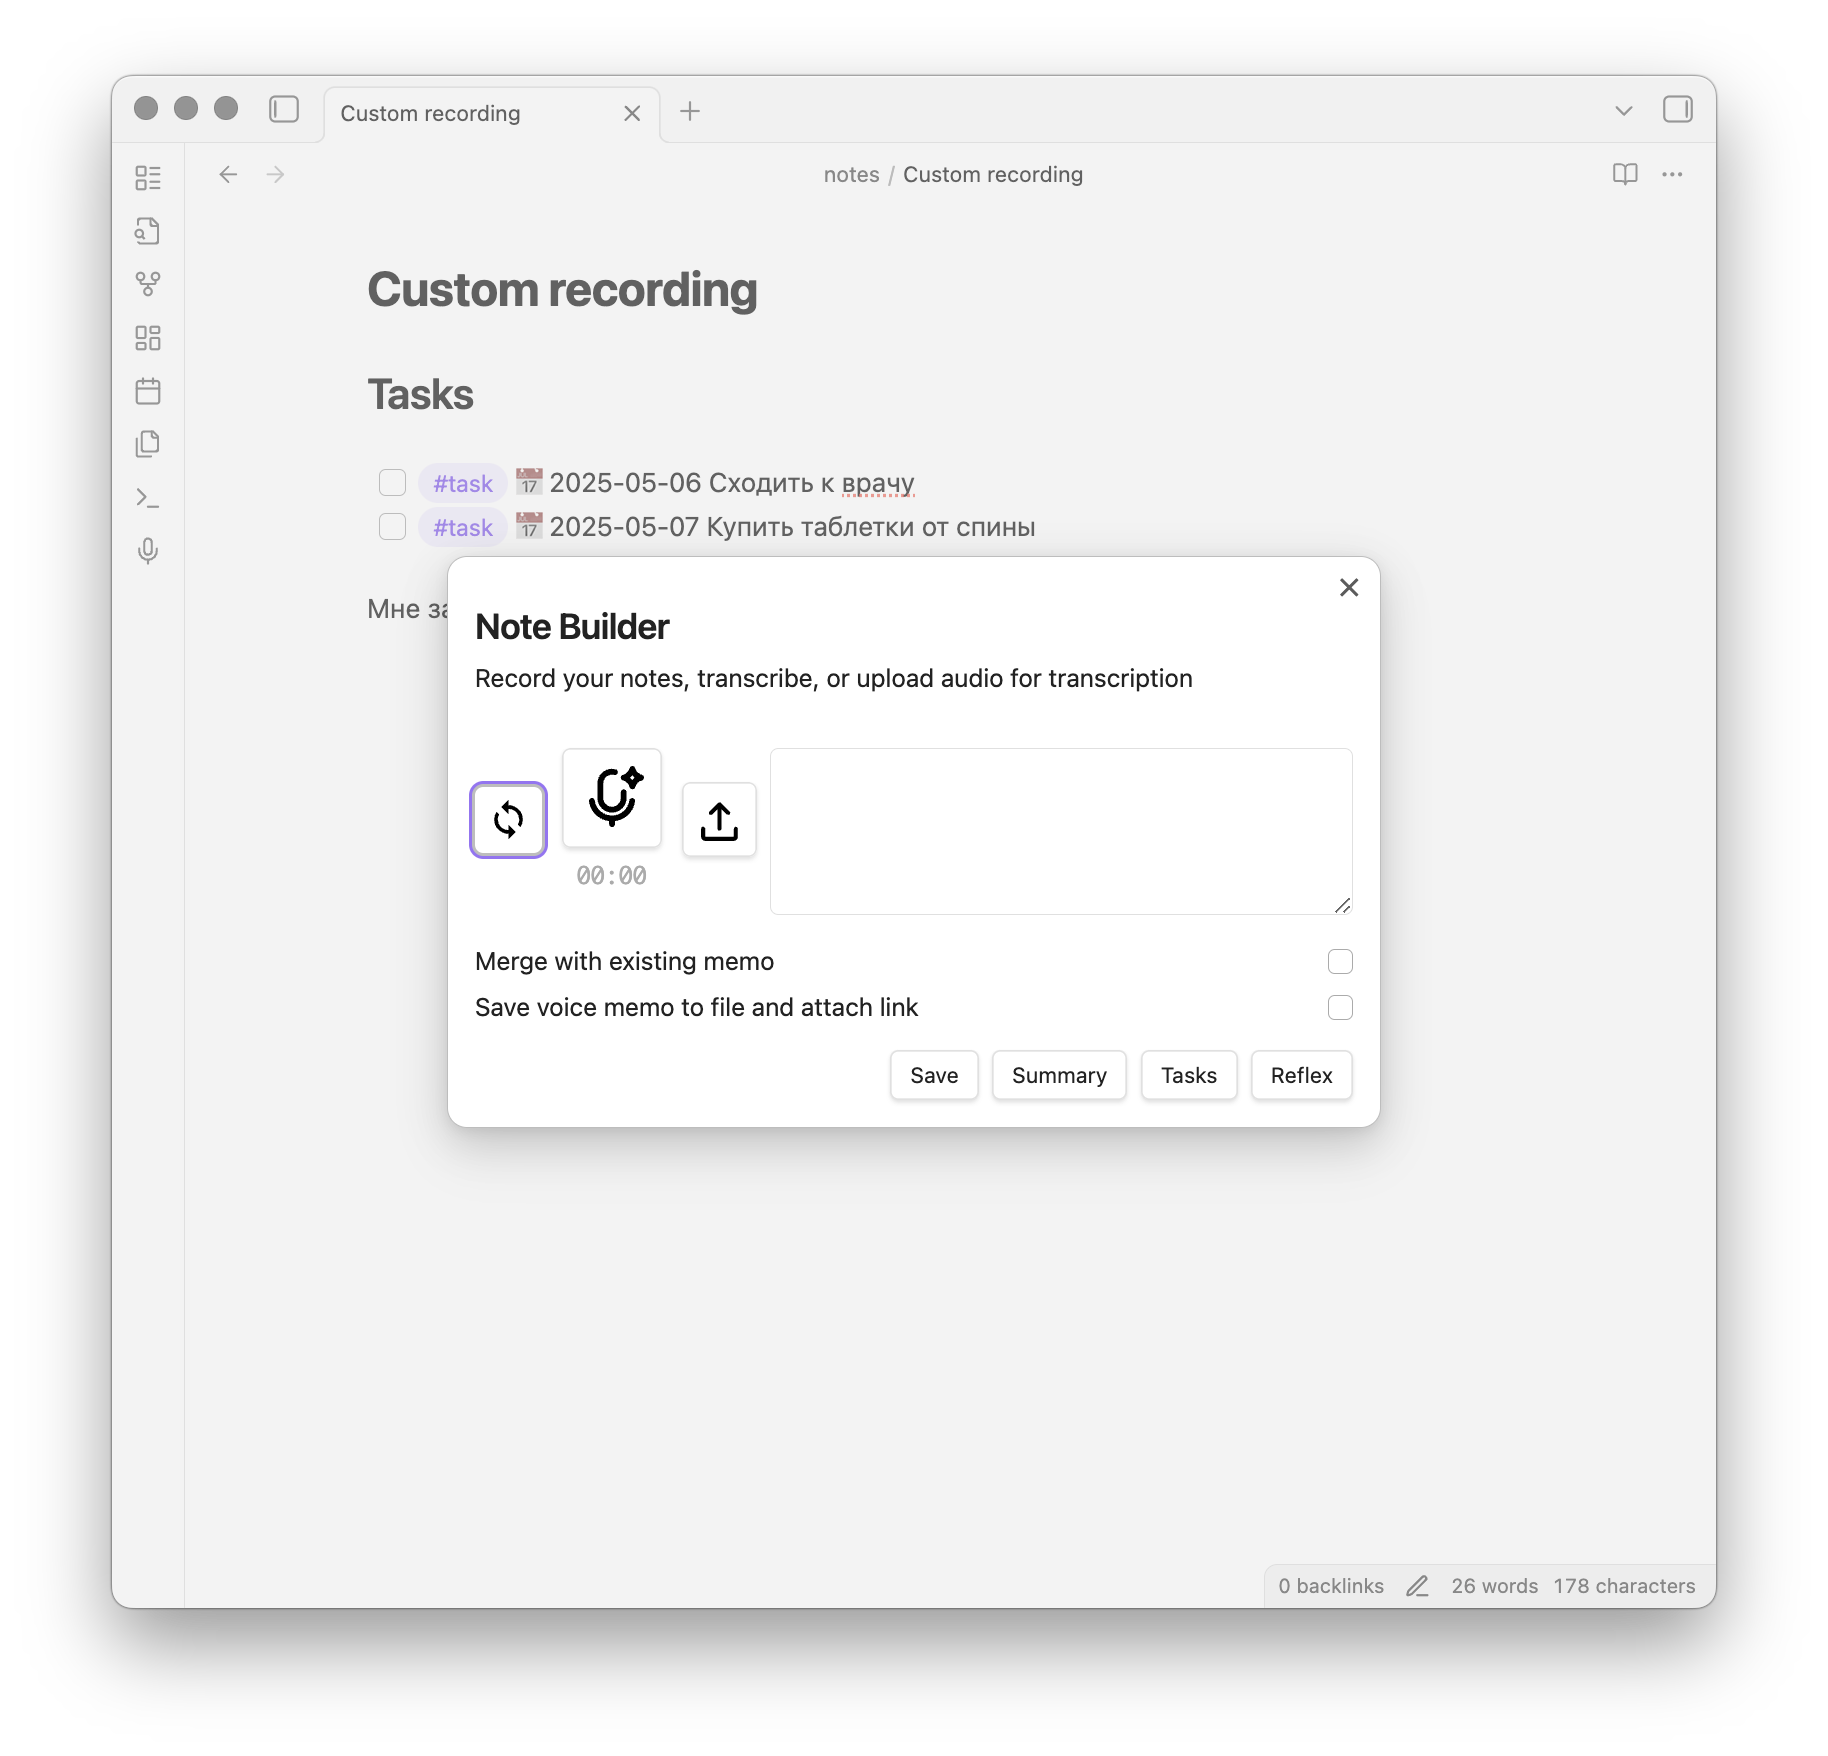 Custom recording
notes / Custom recording
Custom recording
Tasks
#task 📅 2025-05-06 Сходить к врачу
#task 📅 2025-05-07 Купить таблетки от спины
Мне
Note Builder
Record your notes, transcribe, or upload audio for transcription
00:00
Merge with existing memo
Save voice memo to file and attach link
Save Summary Tasks Reflex
0 backlinks 26 words 178 characters